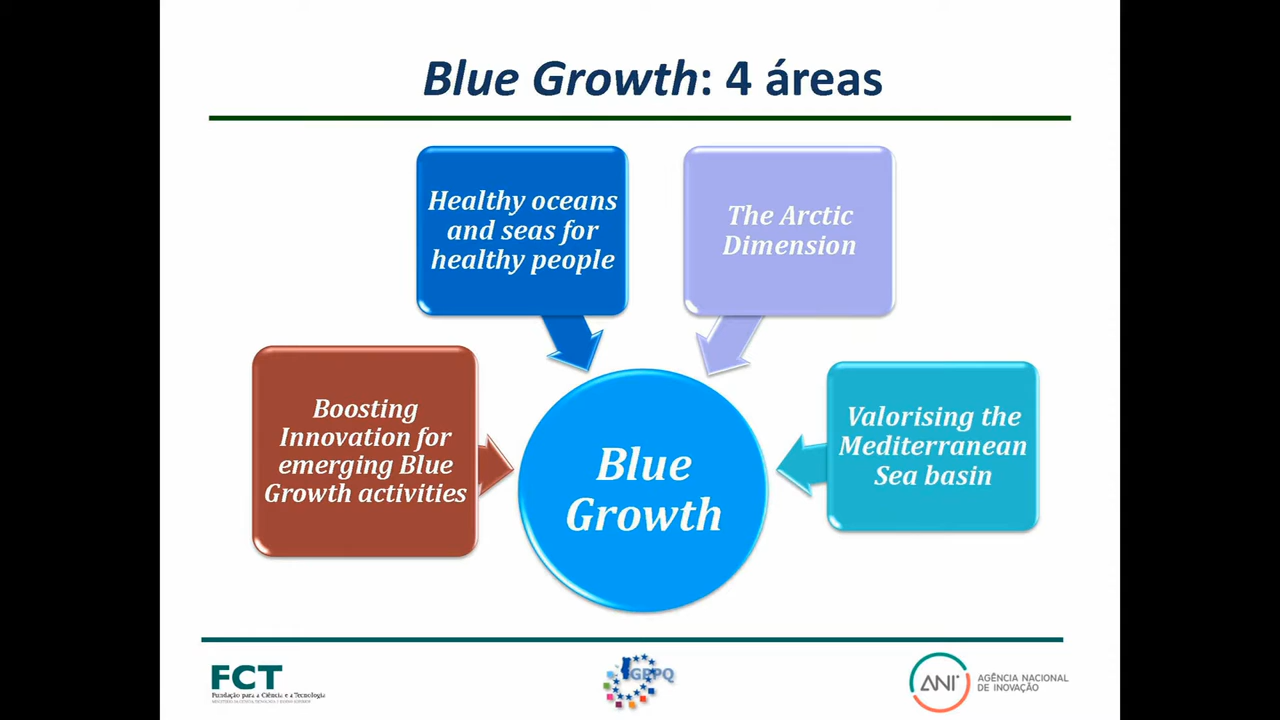 Blue Growth: 4 áreas
Healthy oceans
and seas for
healthy people
The Arctic
Dimension
Boosting
Innovation for
emerging Blue
Growth activities
Valorising the
Mediterranean
Sea basin
Blue
Growth
FCT
Fundação para a Ciência e a Tecnologia
GPPQ
ANI
AGÊNCIA NACIONAL
DE INOVAÇÃO